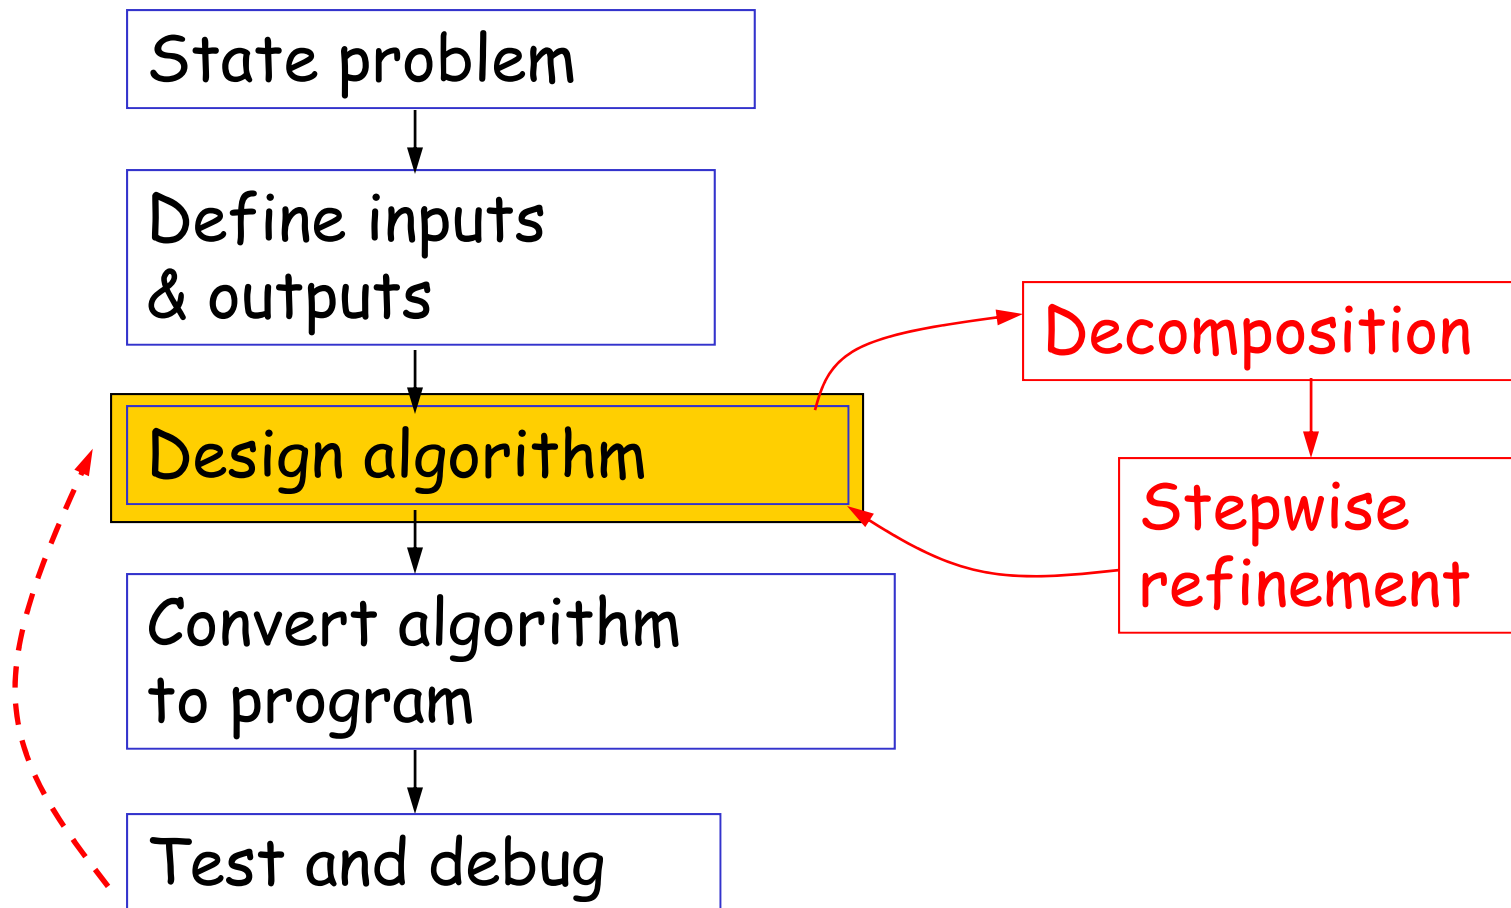 State problem
Define inputs
& outputs
Design algorithm
Decomposition
Stepwise
refinement
Convert algorithm
to program
Test and debug